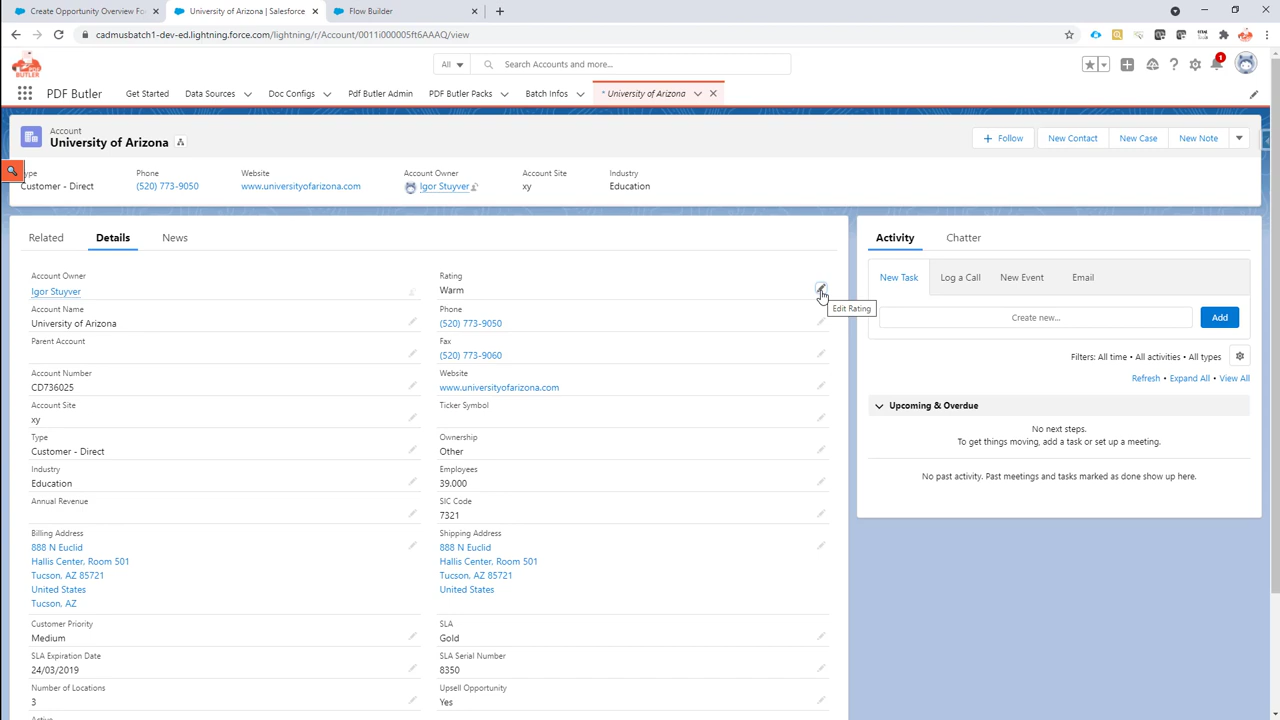 Create Opportunity Overview Fo
University of Arizona | Salesforce
Flow Builder
cadmusbatch1-dev-ed.lightning.force.com/lightning/r/Account/0011i000005ft6AAAQ/view
BUTLER
All
Search Accounts and more...
1
PDF Butler
Get Started
Data Sources
Doc Configs
Pdf Butler Admin
PDF Butler Packs
Batch Infos
* University of Arizona
Account
University of Arizona
Follow
New Contact
New Case
New Note
ype
Phone
Website
Account Owner
Account Site
Industry
Customer - Direct
(520) 773-9050
www.universityofarizona.com
Igor Stuyver
xy
Education
Related
Details
News
Activity
Chatter
Account Owner
Igor Stuyver
Rating
Warm
Edit Rating
New Task
Log a Call
New Event
Email
Create new...
Add
Account Name
University of Arizona
Phone
(520) 773-9050
Parent Account
Fax
(520) 773-9060
Filters: All time • All activities • All types
Refresh • Expand All • View All
Account Number
CD736025
Website
www.universityofarizona.com
Upcoming & Overdue
No next steps.
To get things moving, add a task or set up a meeting.
No past activity. Past meetings and tasks marked as done show up here.
Account Site
xy
Ticker Symbol
Type
Customer - Direct
Ownership
Other
Industry
Education
Employees
39.000
Annual Revenue
SIC Code
7321
Billing Address
888 N Euclid
Hallis Center, Room 501
Tucson, AZ 85721
United States
Tucson, AZ
Shipping Address
888 N Euclid
Hallis Center, Room 501
Tucson, AZ 85721
United States
Customer Priority
Medium
SLA
Gold
SLA Expiration Date
24/03/2019
SLA Serial Number
8350
Number of Locations
3
Upsell Opportunity
Yes
Active